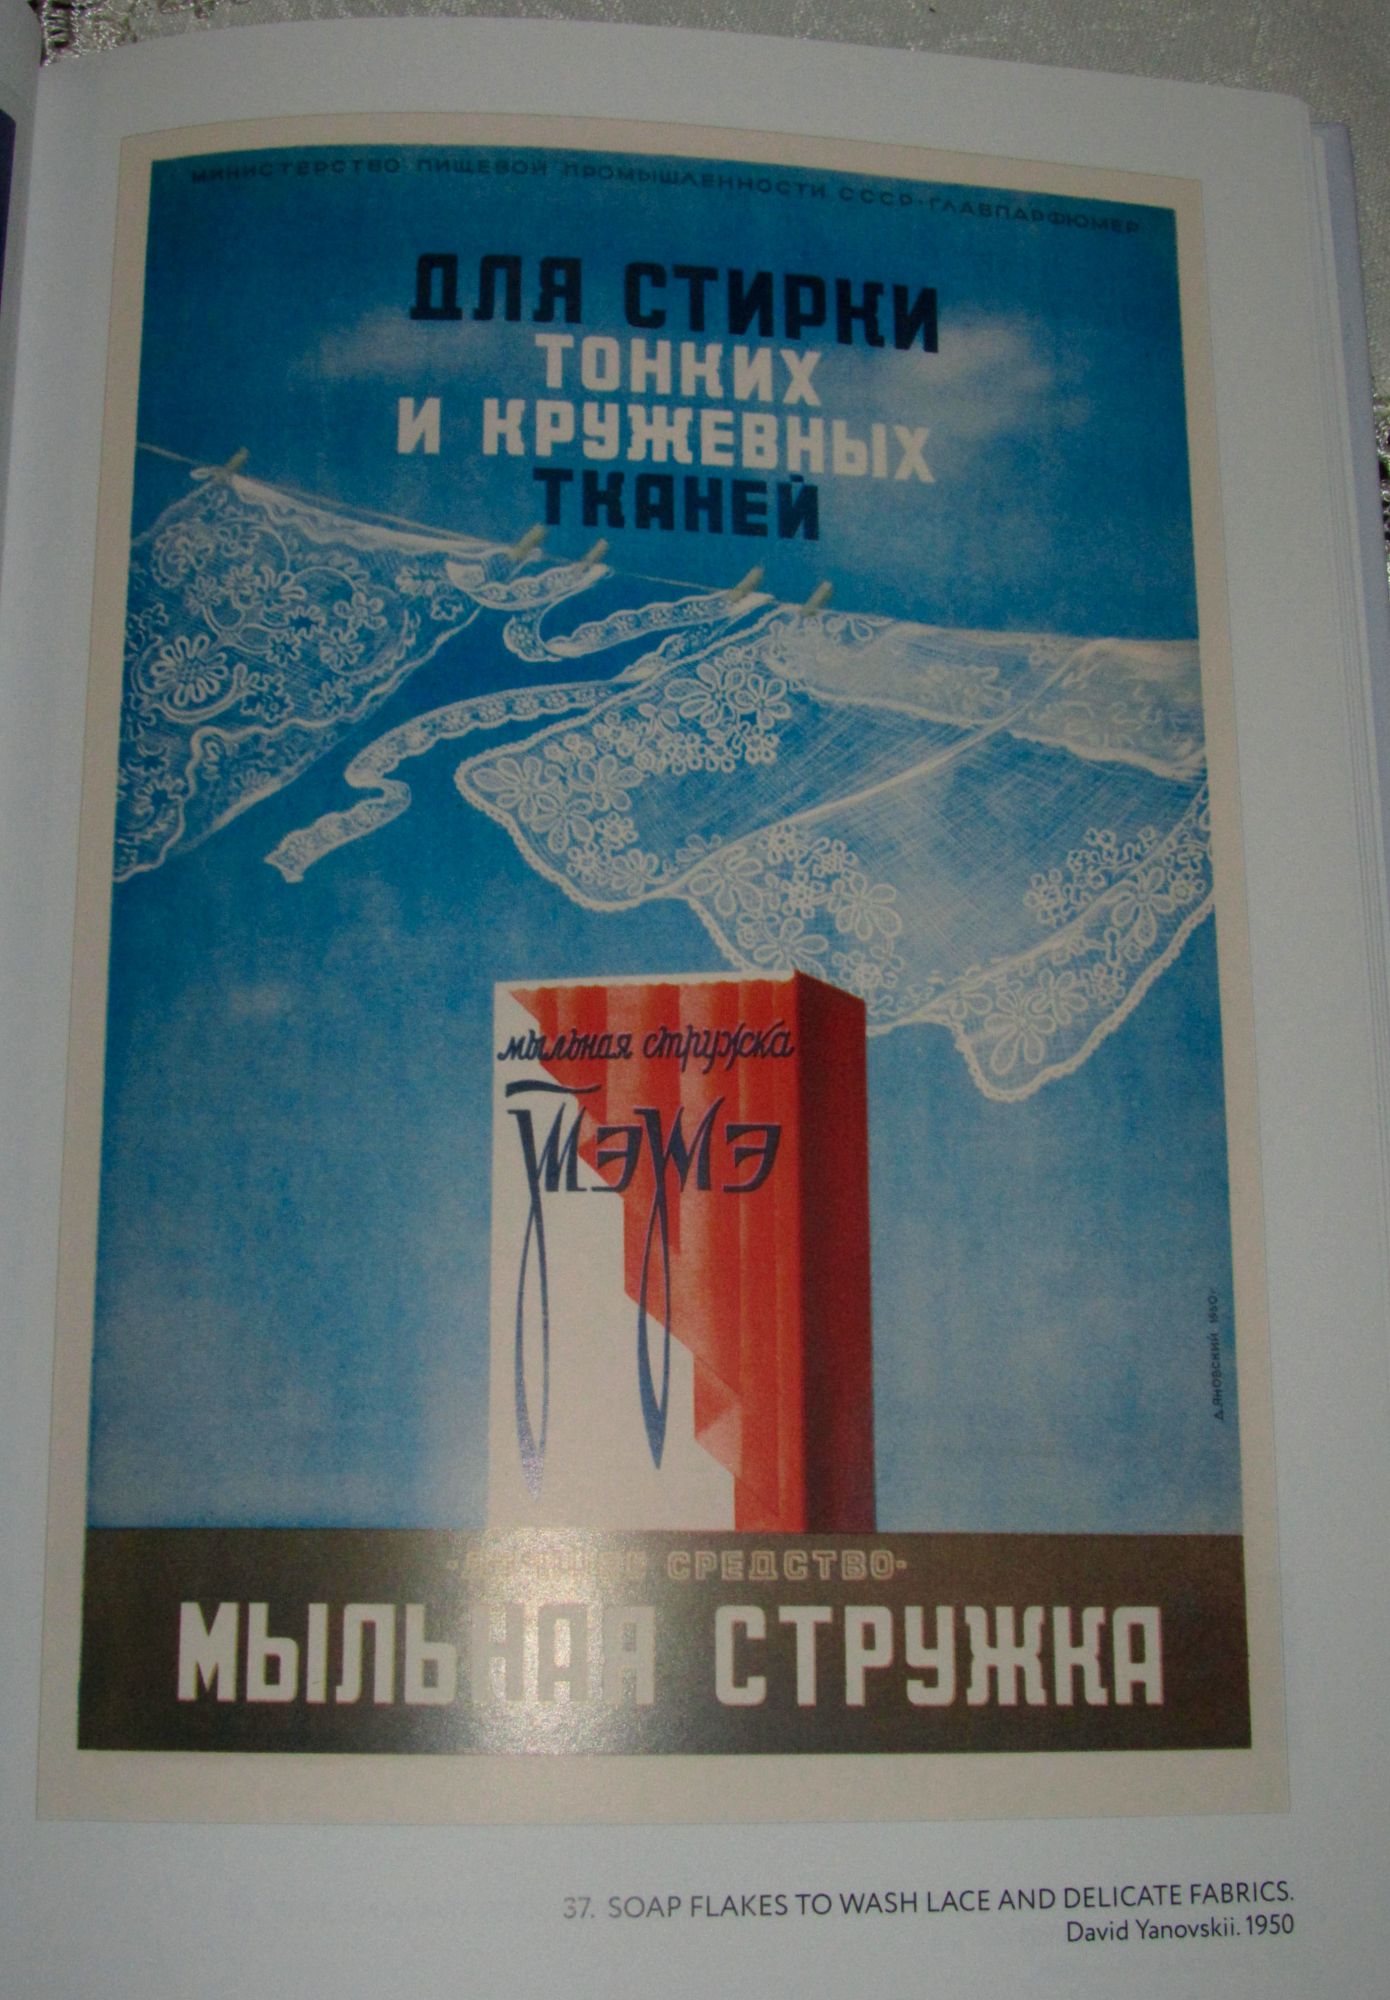 МИНИСТЕРСТВО ПИЩЕВОЙ ПРОМЫШЛЕННОСТИ СССР · ГЛАВПАРФЮМЕР
ДЛЯ СТИРКИ
ТОНКИХ
И КРУЖЕВНЫХ
ТКАНЕЙ
мыльная стружка
ТЭЖЭ
Д. ЯНОВСКИЙ 1950 г.
· ЛУЧШЕЕ СРЕДСТВО ·
МЫЛЬНАЯ СТРУЖКА
37. SOAP FLAKES TO WASH LACE AND DELICATE FABRICS.
David Yanovskii. 1950